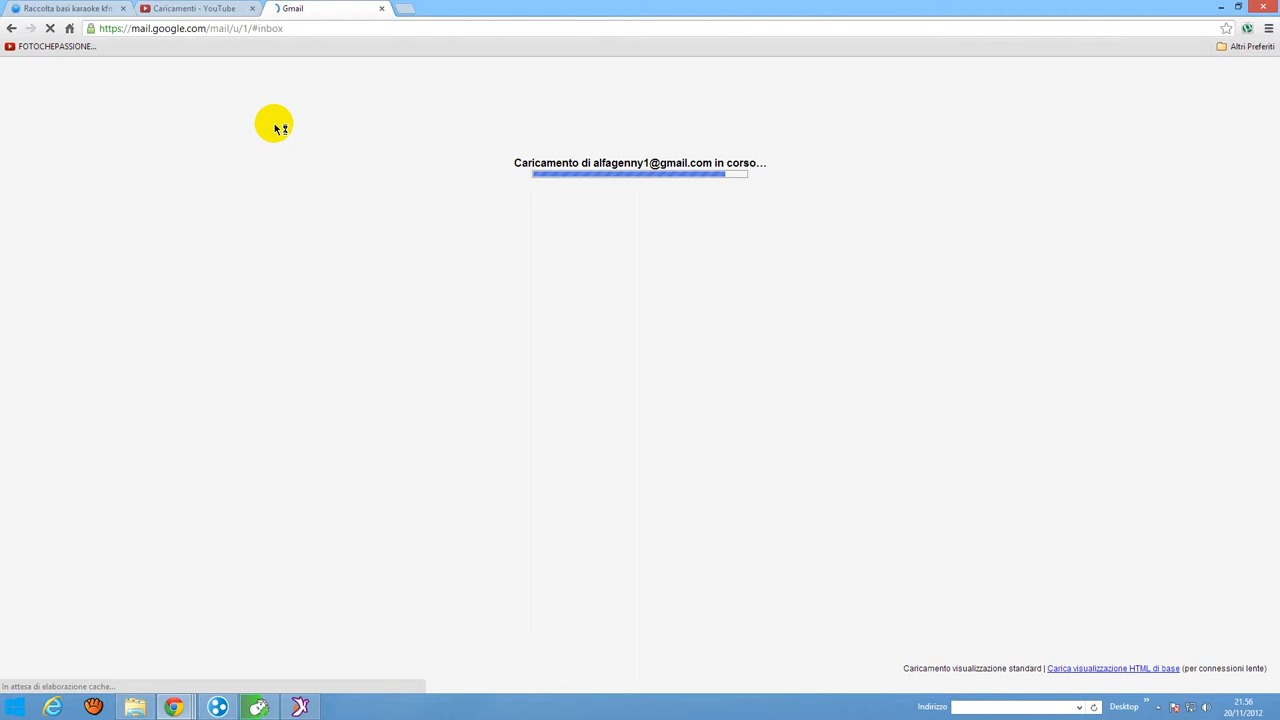 Raccolta basi karaoke kfn
Caricamenti - YouTube
Gmail
https://mail.google.com/mail/u/1/#inbox
FOTOCHEPASSIONE...
Altri Preferiti
Caricamento di alfagenny1@gmail.com in corso…
Caricamento visualizzazione standard | Carica visualizzazione HTML di base (per connessioni lente)
In attesa di elaborazione cache...
Indirizzo
Desktop
21.56
20/11/2012